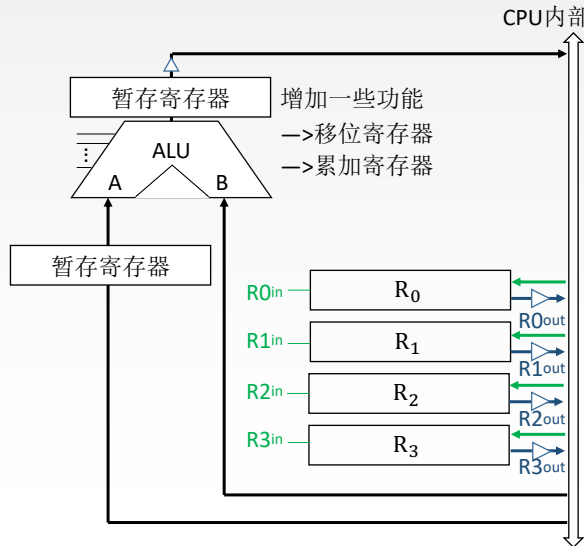 CPU内部
暂存寄存器
增加一些功能
—>移位寄存器
—>累加寄存器
ALU
A
B
暂存寄存器
R0in
R₀
R0out
R1in
R₁
R1out
R2in
R₂
R2out
R3in
R₃
R3out